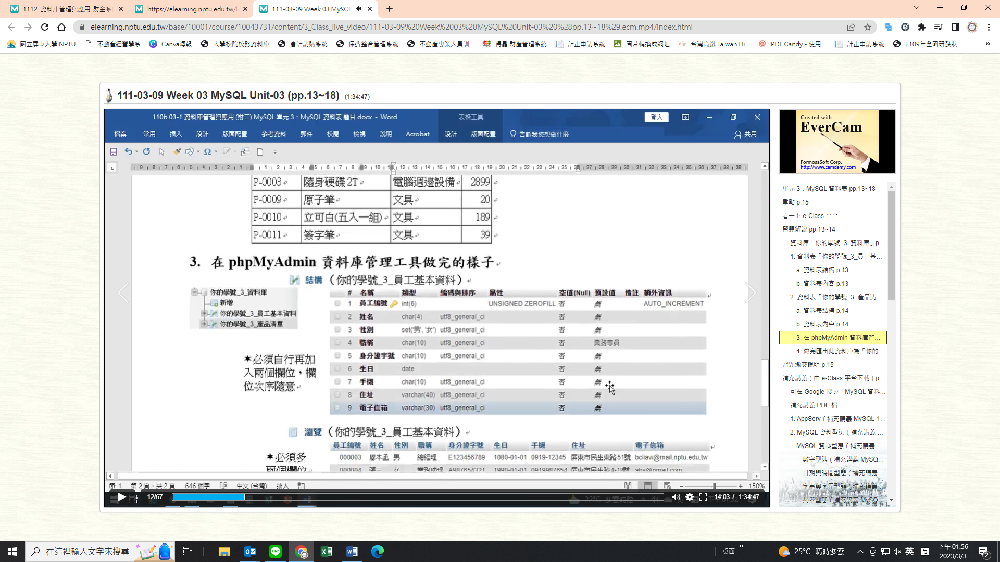 1112_資料庫管理與應用_財金系
https://elearning.nptu.edu.tw/
111-03-09 Week 03 MySQL
elearning.nptu.edu.tw/base/10001/course/10043731/content/3_Class_live_video/111-03-09%20Week%2003%20MySQL%20Unit-03%20%28pp.13~18%29.ecm.mp4/index.html
國立屏東大學 NPTU
不動產經營學系
Canva海報
大學校院校務資料庫
會計請購系統
保費整合管理系統
不動產專業人員訓...
得晶 財產管理系統
計畫申請系統
圖片轉換成網址
台灣高鐵 Taiwan Hi...
PDF Candy - 使用...
計畫申請系統
[ 109年全國研發狀...
»
111-03-09 Week 03 MySQL Unit-03 (pp.13~18) (1:34:47)
110b 03-1 資料庫管理與應用 (財二) MySQL 單元 3：MySQL 資料表 題目.docx - Word
表格工具
登入
檔案 常用 插入 設計 版面配置 參考資料 郵件 校閱 檢視 說明 Acrobat 設計 版面配置 告訴我您想做什麼 共用
P-0003 隨身硬碟 2T 電腦週邊設備 2899
P-0009 原子筆 文具 20
P-0010 立可白(五入一組) 文具 189
P-0011 簽字筆 文具 39
3. 在 phpMyAdmin 資料庫管理工具做完的樣子
結構（你的學號_3_員工基本資料）
你的學號_3_資料庫
新增
你的學號_3_員工基本資料
你的學號_3_產品清單
# 名稱 類型 編碼與排序 屬性 空值(Null) 預設值 備註 額外資訊
1 員工編號 int(6) UNSIGNED ZEROFILL 否 無 AUTO_INCREMENT
2 姓名 char(4) utf8_general_ci 否 無
3 性別 set('男', '女') utf8_general_ci 否 無
4 職稱 char(10) utf8_general_ci 否 業務專員
5 身分證字號 char(10) utf8_general_ci 否 無
6 生日 date 否 無
7 手機 char(10) utf8_general_ci 否 無
8 住址 varchar(40) utf8_general_ci 否 無
9 電子信箱 varchar(30) utf8_general_ci 否 無
★必須自行再加
入兩個欄位，欄
位次序隨意
瀏覽（你的學號_3_員工基本資料）
員工編號 姓名 性別 職稱 身分證字號 生日 手機 住址 電子信箱
000003 廖本丞 男 總經理 E123456789 1080-01-01 0919-12345 屏東市民生東路51號 bcliaw@mail.nptu.edu.tw
000004 張三 女 業務助理 A987654321 1990-01-01 0919987654 屏東市民生路4-18號 abs@gmail.com
★必須多
兩個欄位
節: 1 第 2 頁，共 2 頁 646 個字 中文 (台灣) 插入 150%
12/67
22°C 多雲時陰
14:03 / 1:34:47
Created with
EverCam
FormosaSoft Corp.
http://www.camdemy.com
單元 3：MySQL 資料表 pp.13~18
重點 p.15
看一下 e-Class 平台
習題解說 pp.13~14
資料庫「你的學號_3_資料庫」p...
1. 資料表「你的學號_3_員工基...
a. 資料表結構 p.13
b. 資料表內容 p.13
2. 資料表「你的學號_3_產品清...
a. 資料表結構 p.14
b. 資料表內容 p.14
3. 在 phpMyAdmin 資料庫管...
4. 做完匯出此資料庫為「你的...
習題繳交說明 p.15
補充講義（由 e-Class 平台下載）p...
可在 Google 搜尋「MySQL 資料...
補充講義 PDF 檔
1. AppServ（補充講義 MySQL-1...
2. MySQL 資料型態（補充講義 ...
MySQL 資料型態（補充講義 ...
數字型態（補充講義 MySQ...
日期與時間型態（補充講義 ...
字串與字元型態（補充講義 ...
列舉型態（補充講義 MySQ...
在這裡輸入文字來搜尋
桌面
»
25°C 晴時多雲
英
下午 01:56
2023/3/3
2